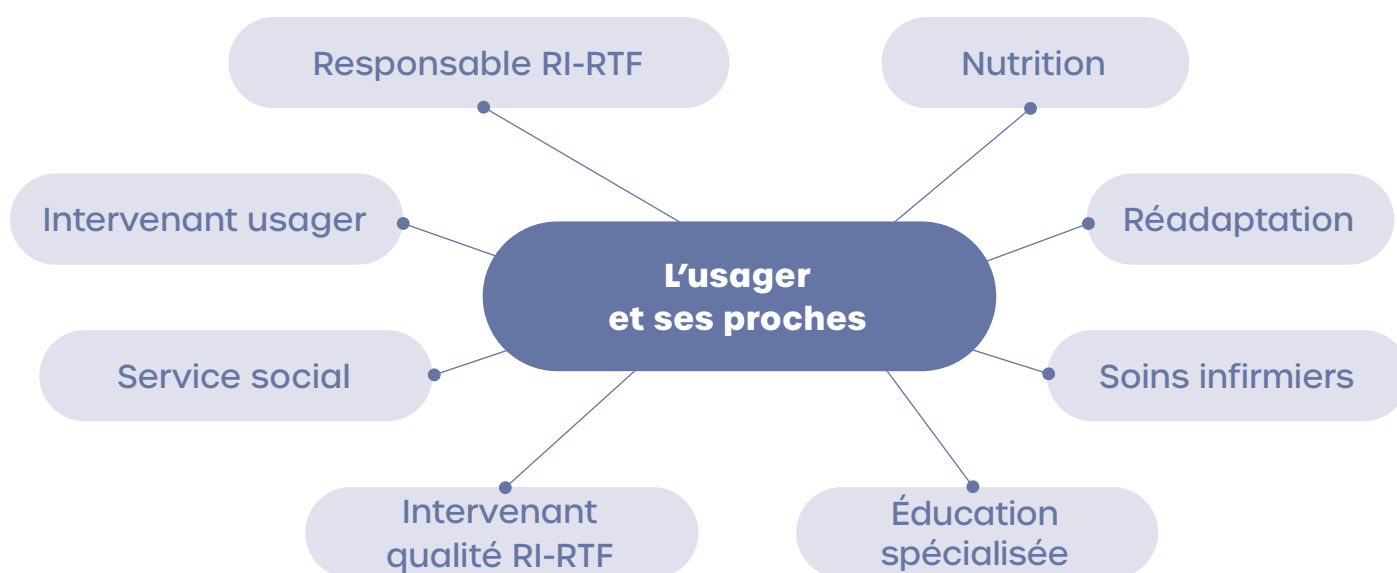 Responsable RI-RTF
Nutrition
Intervenant usager
Réadaptation
L’usager
et ses proches
Service social
Soins infirmiers
Intervenant
qualité RI-RTF
Éducation
spécialisée